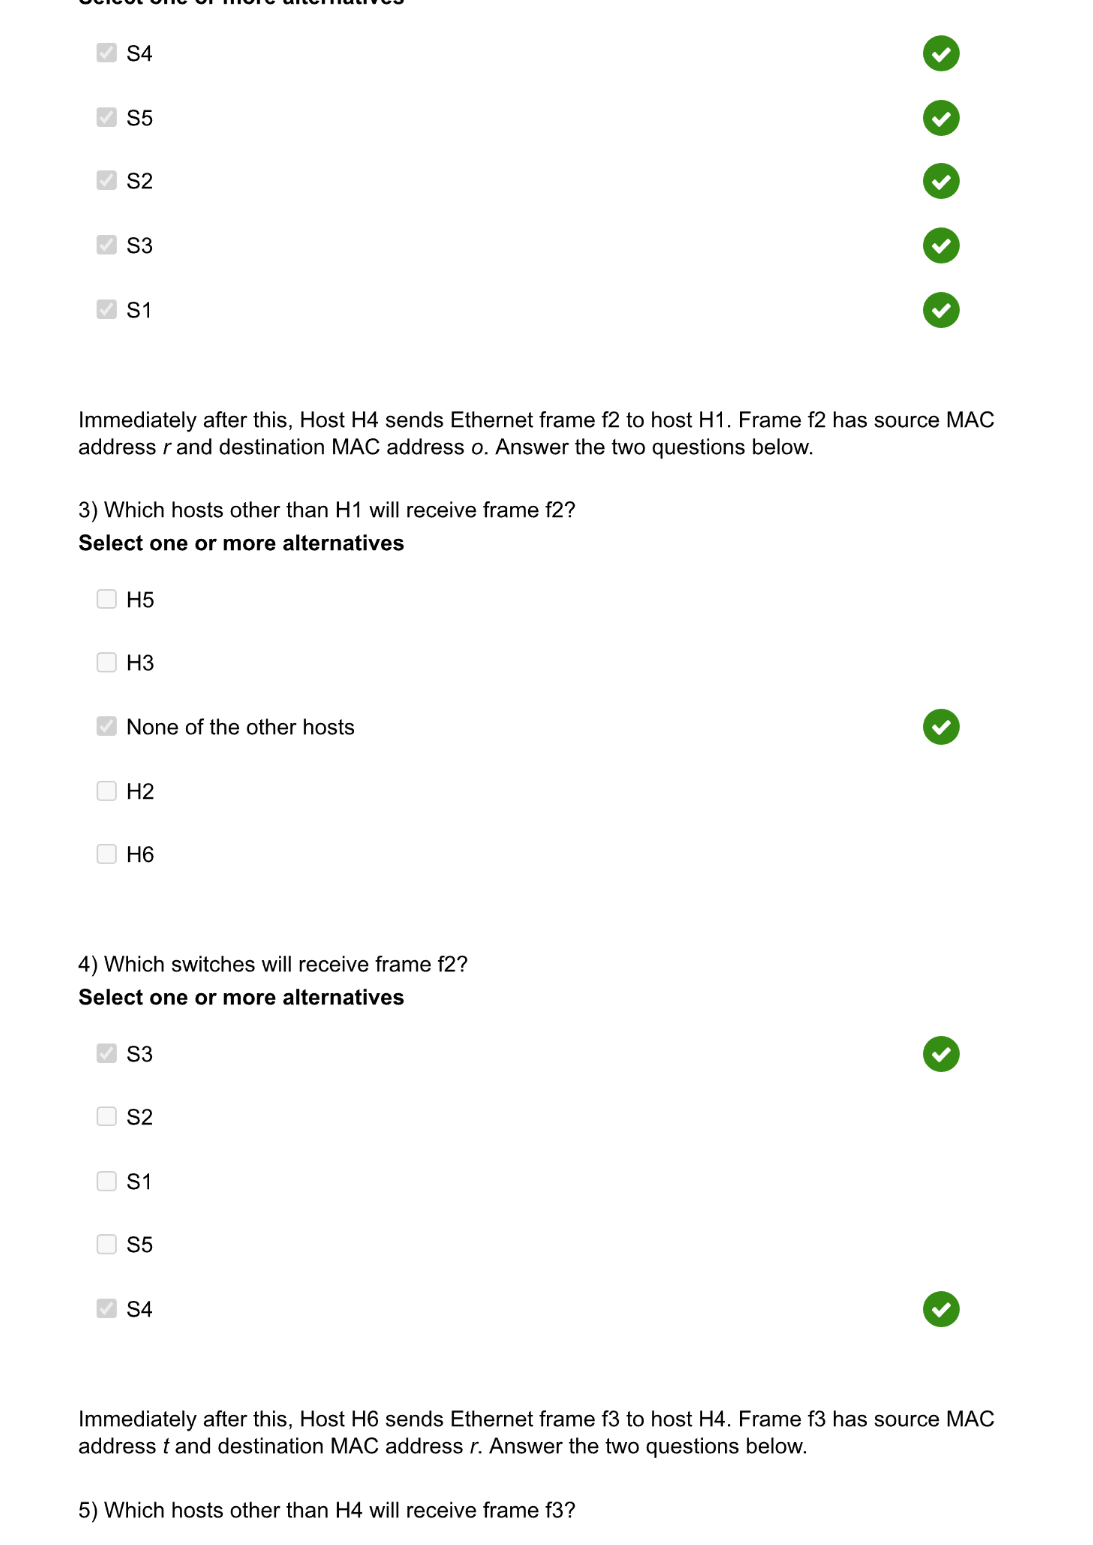 Select one or more alternatives
S4
S5
S2
S3
S1
Immediately after this, Host H4 sends Ethernet frame f2 to host H1. Frame f2 has source MAC
address r and destination MAC address o. Answer the two questions below.
3) Which hosts other than H1 will receive frame f2?
Select one or more alternatives
H5
H3
None of the other hosts
H2
H6
4) Which switches will receive frame f2?
Select one or more alternatives
S3
S2
S1
S5
S4
Immediately after this, Host H6 sends Ethernet frame f3 to host H4. Frame f3 has source MAC
address t and destination MAC address r. Answer the two questions below.
5) Which hosts other than H4 will receive frame f3?